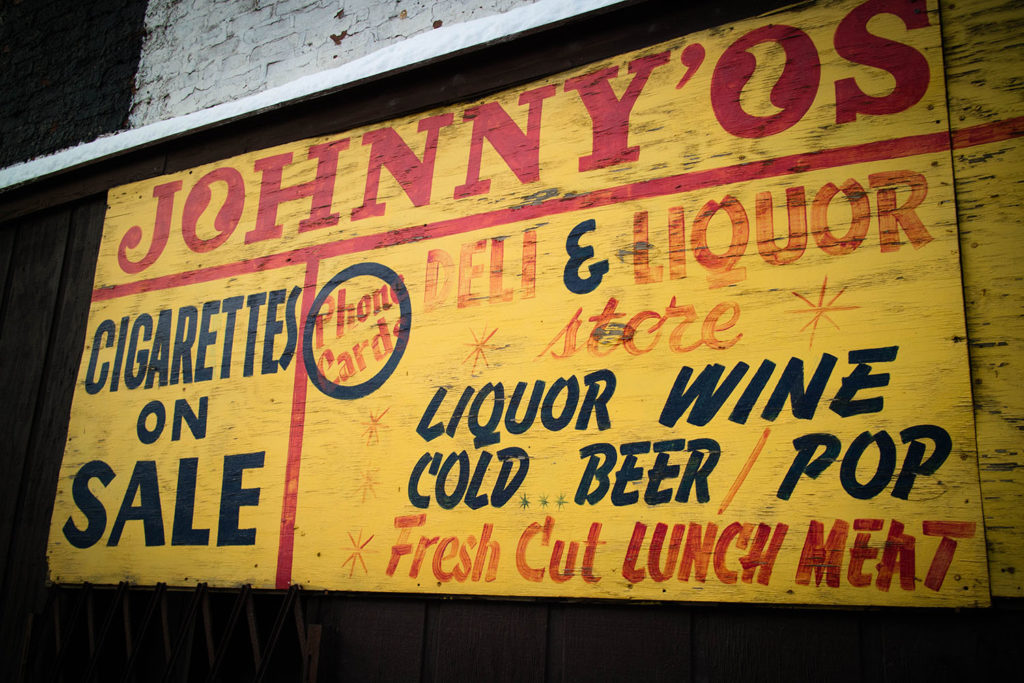 JOHNNY'OS
CIGARETTES
ON
SALE
Phone
Cards
DELI & LIQUOR
store
LIQUOR WINE
COLD BEER / POP
Fresh Cut LUNCH MEAT